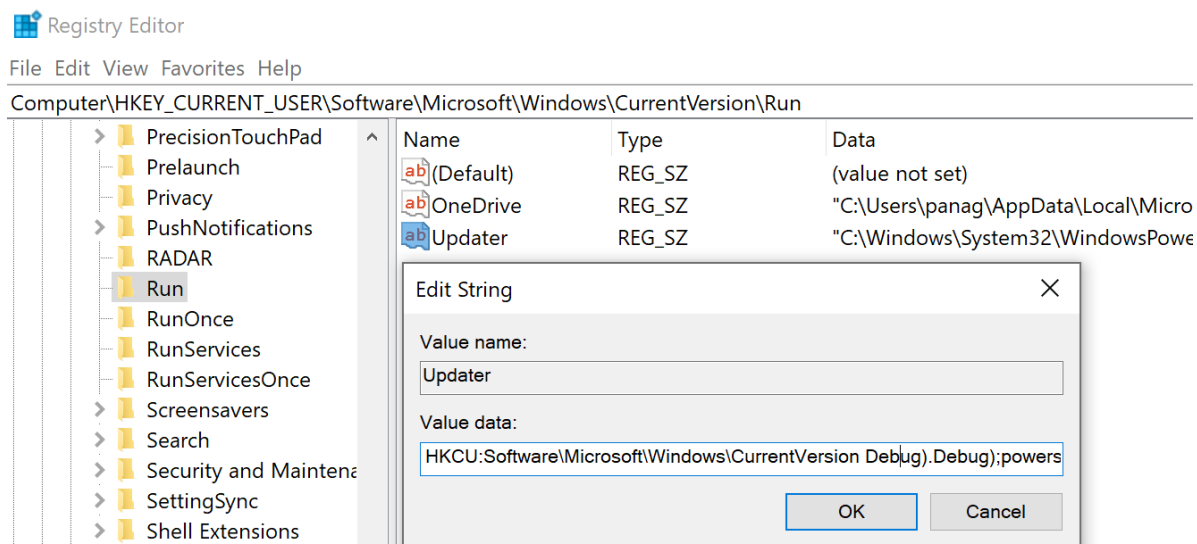 Registry Editor
File Edit View Favorites Help
Computer\HKEY_CURRENT_USER\Software\Microsoft\Windows\CurrentVersion\Run
PrecisionTouchPad
Prelaunch
Privacy
PushNotifications
RADAR
Run
RunOnce
RunServices
RunServicesOnce
Screensavers
Search
Security and Maintena
SettingSync
Shell Extensions
Name Type Data
ab (Default) REG_SZ (value not set)
ab OneDrive REG_SZ "C:\Users\panag\AppData\Local\Micro
ab Updater REG_SZ "C:\Windows\System32\WindowsPowe
Edit String
Value name:
Updater
Value data:
HKCU:Software\Microsoft\Windows\CurrentVersion Debug).Debug);powers
OK Cancel